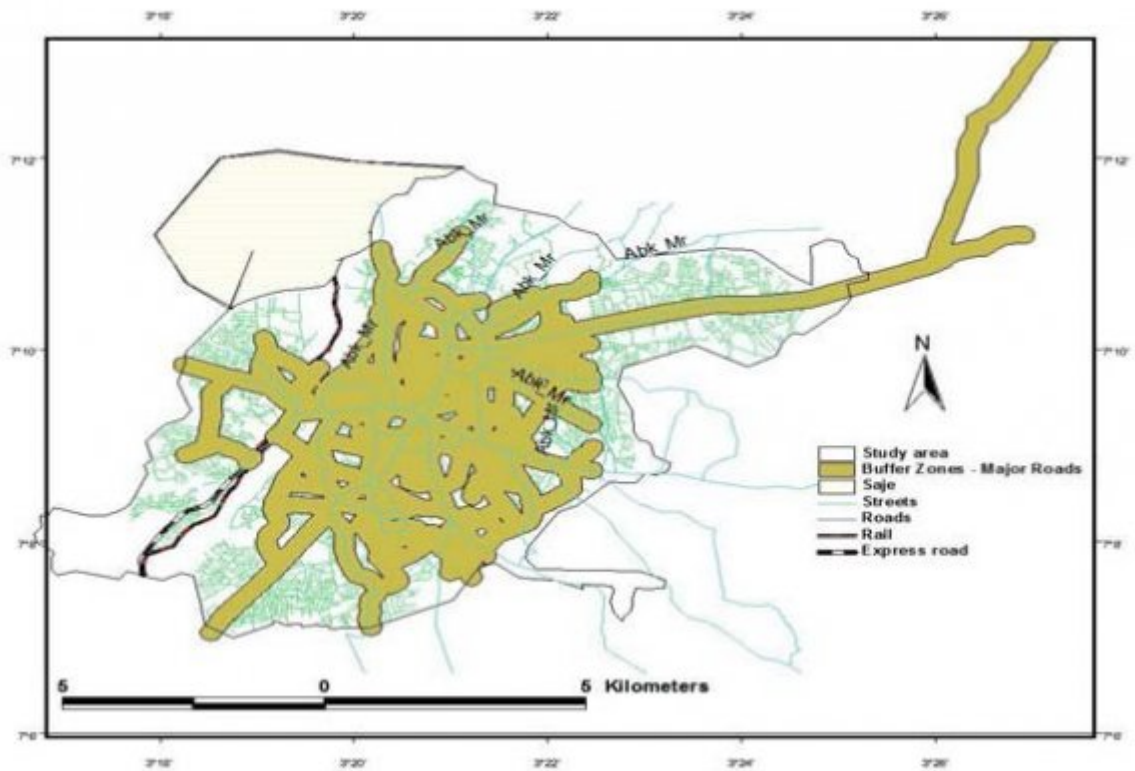 3°18' 3°20' 3°22' 3°24' 3°26'
7°12' 7°12'
Abk_Mr
Abk_Mr
Abk_Mr
Abk_Mr
7°10' 7°10'
N
Abk_Mr
Abk_Mr
Study area
Buffer Zones - Major Roads
Saje
Streets
Roads
Rail
Express road
7°8' 7°8'
5 0 5 Kilometers
7°6' 7°6'
3°18' 3°20' 3°22' 3°24' 3°26'